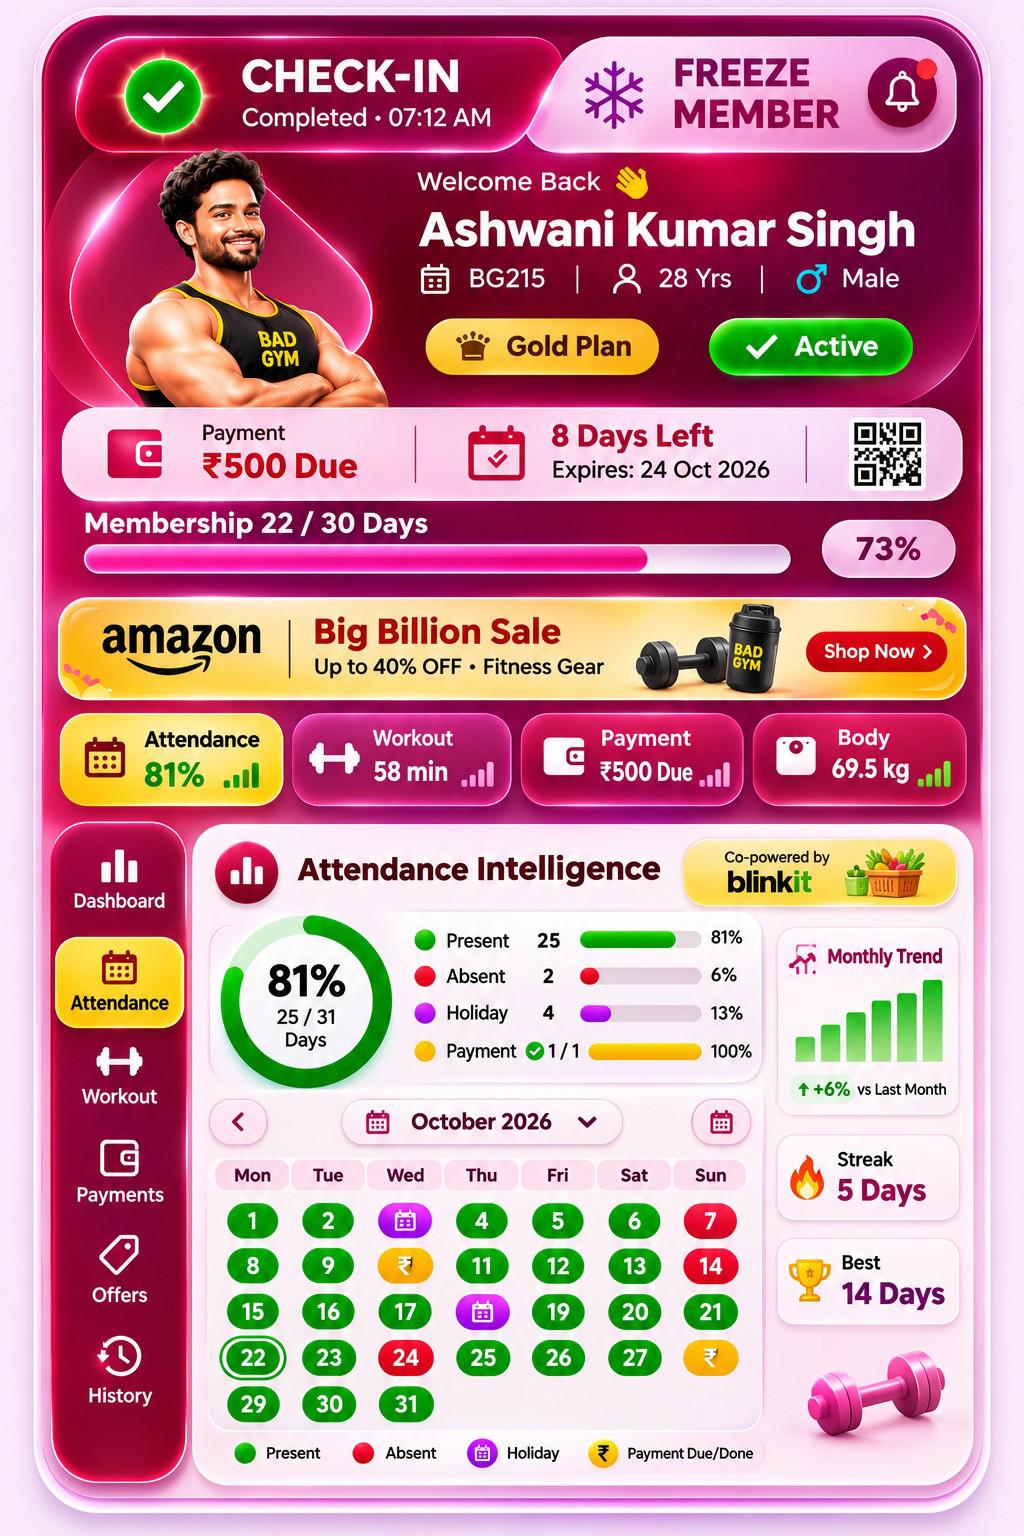 CHECK-IN
Completed • 07:12 AM
FREEZE
MEMBER
Welcome Back 👋
Ashwani Kumar Singh
BG215 | 28 Yrs | Male
BAD
GYM
Gold Plan
Active
Payment
₹500 Due
8 Days Left
Expires: 24 Oct 2026
Membership 22 / 30 Days
73%
amazon
Big Billion Sale
Up to 40% OFF • Fitness Gear
BAD
GYM
Shop Now >
Attendance
81%
Workout
58 min
Payment
₹500 Due
Body
69.5 kg
Dashboard
Attendance
Workout
Payments
Offers
History
Attendance Intelligence
Co-powered by
blinkit
81%
25 / 31
Days
Present 25 81%
Absent 2 6%
Holiday 4 13%
Payment 1 / 1 100%
Monthly Trend
+6% vs Last Month
Streak
5 Days
Best
14 Days
October 2026
Mon Tue Wed Thu Fri Sat Sun
1 2 4 5 6 7
8 9 ₹ 11 12 13 14
15 16 17 19 20 21
22 23 24 25 26 27 ₹
29 30 31
Present Absent Holiday ₹ Payment Due/Done